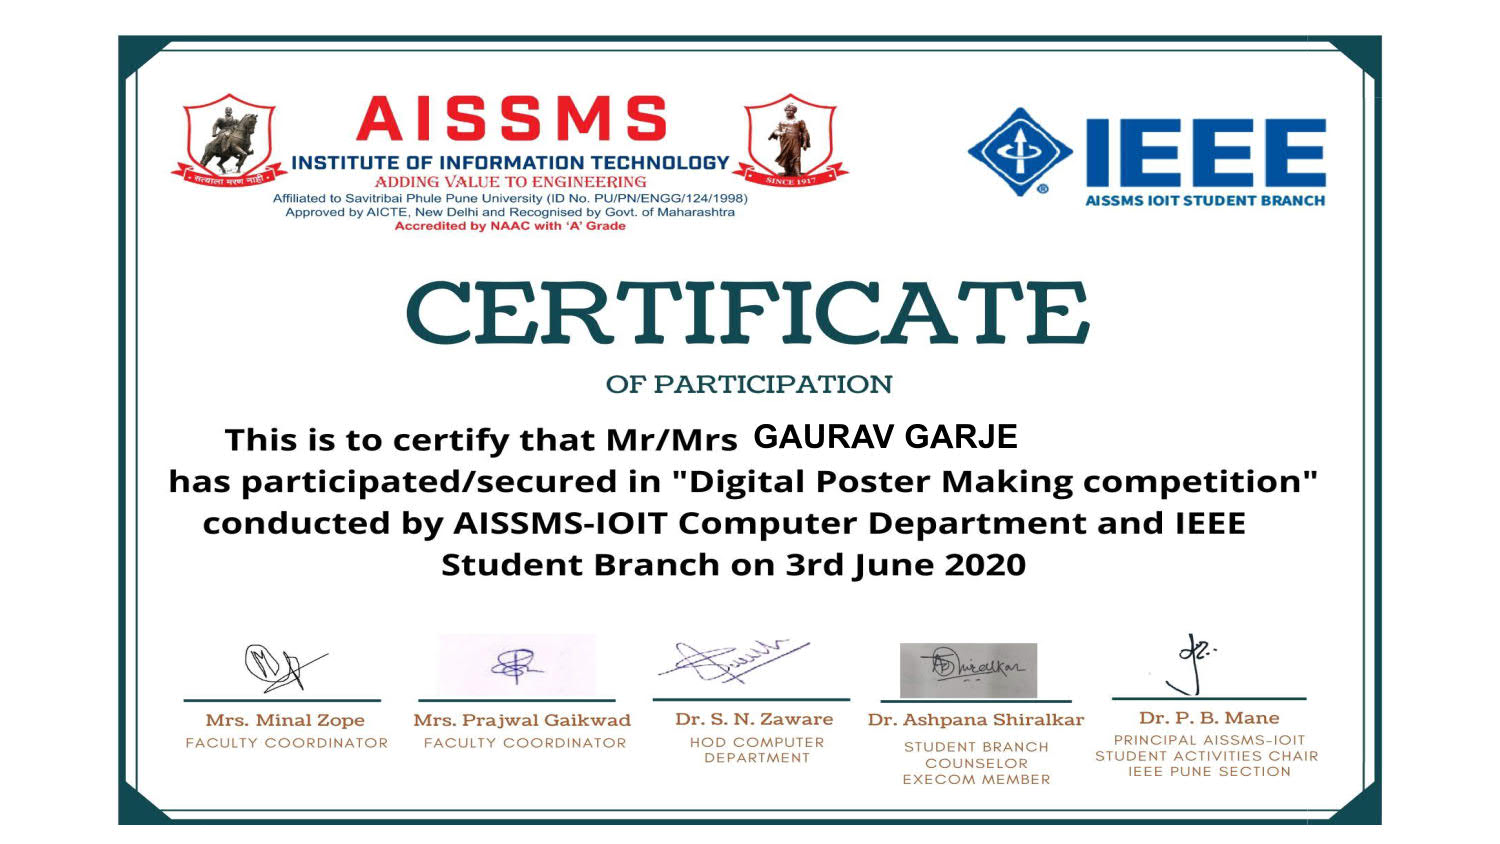 AISSMS
INSTITUTE OF INFORMATION TECHNOLOGY
ADDING VALUE TO ENGINEERING
Affiliated to Savitribai Phule Pune University (ID No. PU/PN/ENGG/124/1998)
Approved by AICTE, New Delhi and Recognised by Govt. of Maharashtra
Accredited by NAAC with ‘A’ Grade
सत्याला मरण नाही
SINCE 1917
IEEE
®
AISSMS IOIT STUDENT BRANCH
CERTIFICATE
OF PARTICIPATION
This is to certify that Mr/Mrs GAURAV GARJE
has participated/secured in "Digital Poster Making competition"
conducted by AISSMS-IOIT Computer Department and IEEE
Student Branch on 3rd June 2020
Shiralkar
Mrs. Minal Zope
FACULTY COORDINATOR
Mrs. Prajwal Gaikwad
FACULTY COORDINATOR
Dr. S. N. Zaware
HOD COMPUTER
DEPARTMENT
Dr. Ashpana Shiralkar
STUDENT BRANCH
COUNSELOR
EXECOM MEMBER
Dr. P. B. Mane
PRINCIPAL AISSMS-IOIT
STUDENT ACTIVITIES CHAIR
IEEE PUNE SECTION